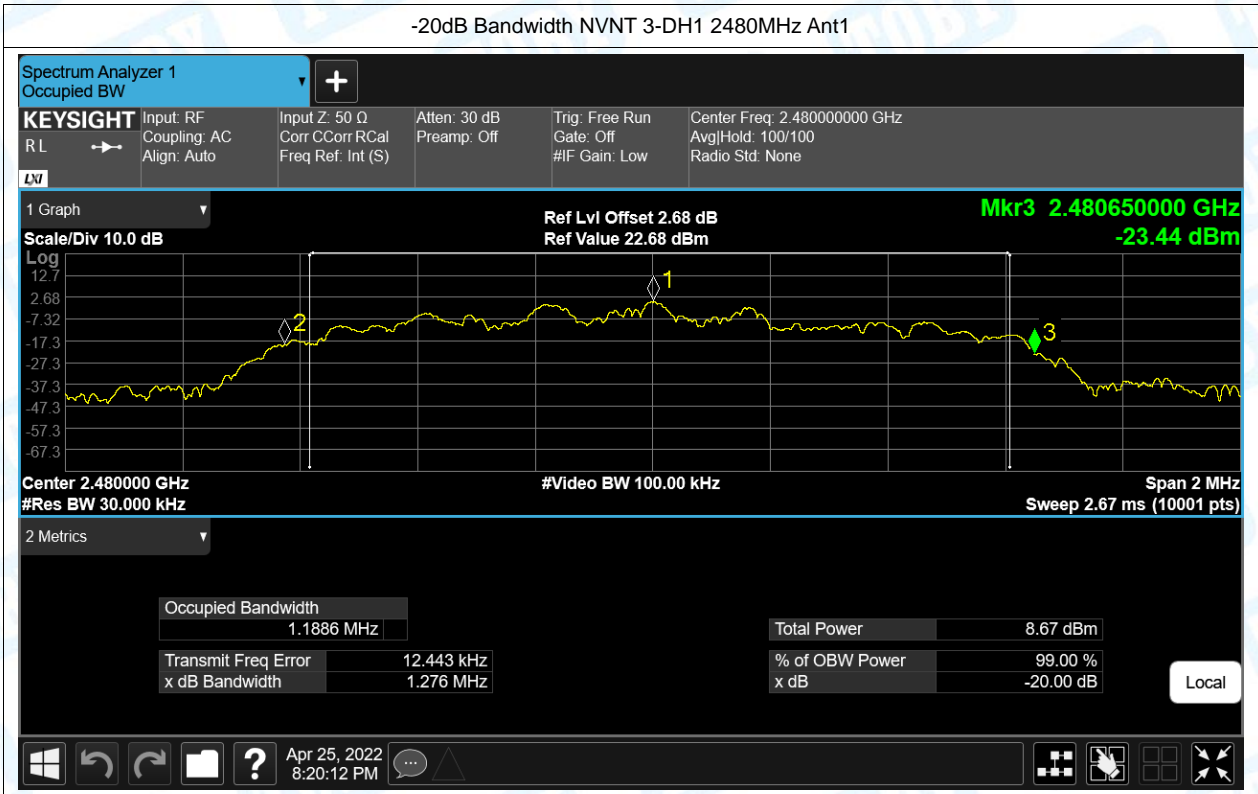 -20dB Bandwidth NVNT 3-DH1 2480MHz Ant1
Spectrum Analyzer 1
Occupied BW
▼
+
KEYSIGHT
RL
LXI
Input: RF
Coupling: AC
Align: Auto
Input Z: 50 Ω
Corr CCorr RCal
Freq Ref: Int (S)
Atten: 30 dB
Preamp: Off
Trig: Free Run
Gate: Off
#IF Gain: Low
Center Freq: 2.480000000 GHz
Avg|Hold: 100/100
Radio Std: None
1 Graph ▼
Scale/Div 10.0 dB
Ref Lvl Offset 2.68 dB
Ref Value 22.68 dBm
Mkr3 2.480650000 GHz
-23.44 dBm
Log
12.7
2.68
-7.32
-17.3
-27.3
-37.3
-47.3
-57.3
-67.3
1
2
3
Center 2.480000 GHz
#Video BW 100.00 kHz
Span 2 MHz
#Res BW 30.000 kHz
Sweep 2.67 ms (10001 pts)
2 Metrics ▼
Occupied Bandwidth
1.1886 MHz
Total Power 8.67 dBm
Transmit Freq Error 12.443 kHz
% of OBW Power 99.00 %
x dB Bandwidth 1.276 MHz
x dB -20.00 dB
Local
?
Apr 25, 2022
8:20:12 PM